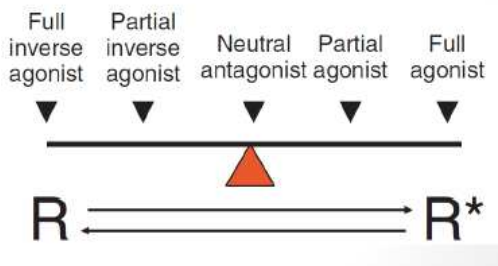 Full
inverse
agonist
Partial
inverse
agonist
Neutral
antagonist
Partial
agonist
Full
agonist
R
R*